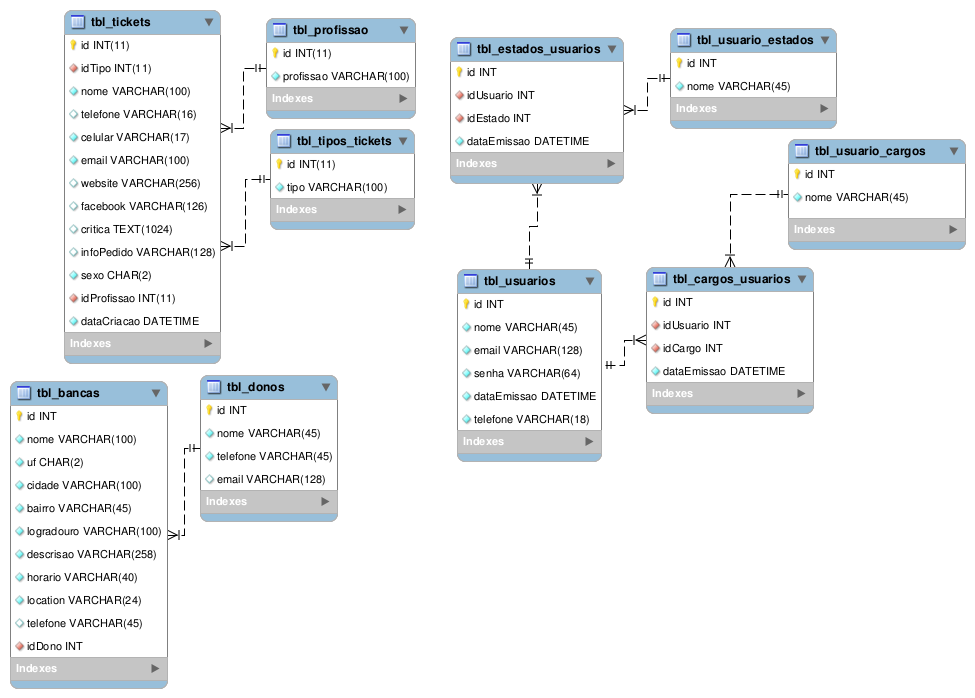 tbl_tickets
id INT(11)
idTipo INT(11)
nome VARCHAR(100)
telefone VARCHAR(16)
celular VARCHAR(17)
email VARCHAR(100)
website VARCHAR(256)
facebook VARCHAR(126)
critica TEXT(1024)
infoPedido VARCHAR(128)
sexo CHAR(2)
idProfissao INT(11)
dataCriacao DATETIME
Indexes
tbl_profissao
id INT(11)
profissao VARCHAR(100)
Indexes
tbl_tipos_tickets
id INT(11)
tipo VARCHAR(100)
Indexes
tbl_estados_usuarios
id INT
idUsuario INT
idEstado INT
dataEmissao DATETIME
Indexes
tbl_usuario_estados
id INT
nome VARCHAR(45)
Indexes
tbl_usuario_cargos
id INT
nome VARCHAR(45)
Indexes
tbl_usuarios
id INT
nome VARCHAR(45)
email VARCHAR(128)
senha VARCHAR(64)
dataEmissao DATETIME
telefone VARCHAR(18)
Indexes
tbl_cargos_usuarios
id INT
idUsuario INT
idCargo INT
dataEmissao DATETIME
Indexes
tbl_bancas
id INT
nome VARCHAR(100)
uf CHAR(2)
cidade VARCHAR(100)
bairro VARCHAR(45)
logradouro VARCHAR(100)
descrisao VARCHAR(258)
horario VARCHAR(40)
location VARCHAR(24)
telefone VARCHAR(45)
idDono INT
Indexes
tbl_donos
id INT
nome VARCHAR(45)
telefone VARCHAR(45)
email VARCHAR(128)
Indexes